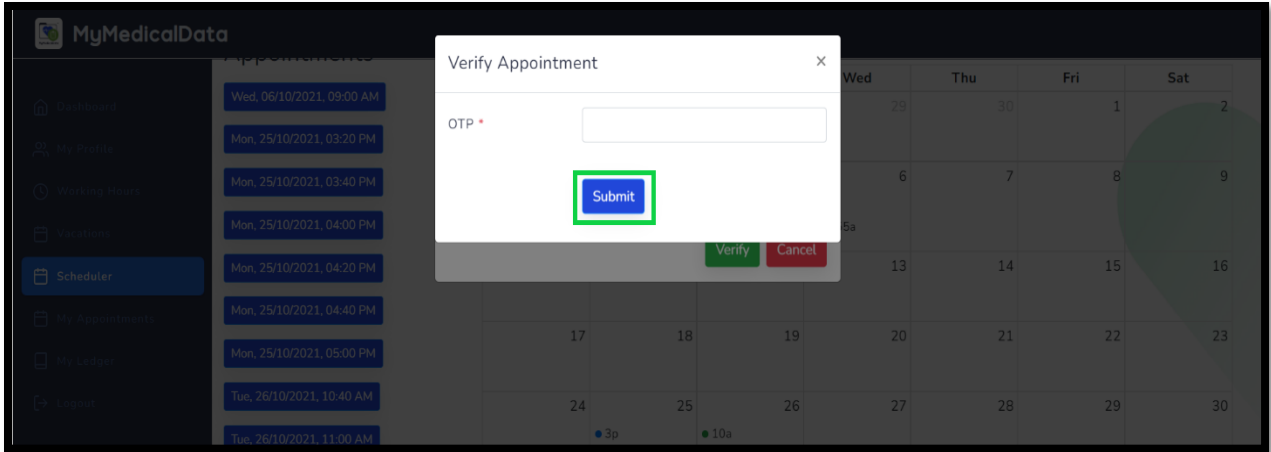 MyMedicalData
Appointments
Dashboard
My Profile
Working Hours
Vacations
Scheduler
My Appointments
My Ledger
Logout
Wed, 06/10/2021, 09:00 AM
Mon, 25/10/2021, 03:20 PM
Mon, 25/10/2021, 03:40 PM
Mon, 25/10/2021, 04:00 PM
Mon, 25/10/2021, 04:20 PM
Mon, 25/10/2021, 04:40 PM
Mon, 25/10/2021, 05:00 PM
Tue, 26/10/2021, 10:40 AM
Tue, 26/10/2021, 11:00 AM
Verify Appointment ×
OTP *
Submit
Verify Cancel
Wed Thu Fri Sat
29 30 1 2
6 7 8 9
5a
13 14 15 16
17 18 19 20 21 22 23
24 25 26 27 28 29 30
3p 10a